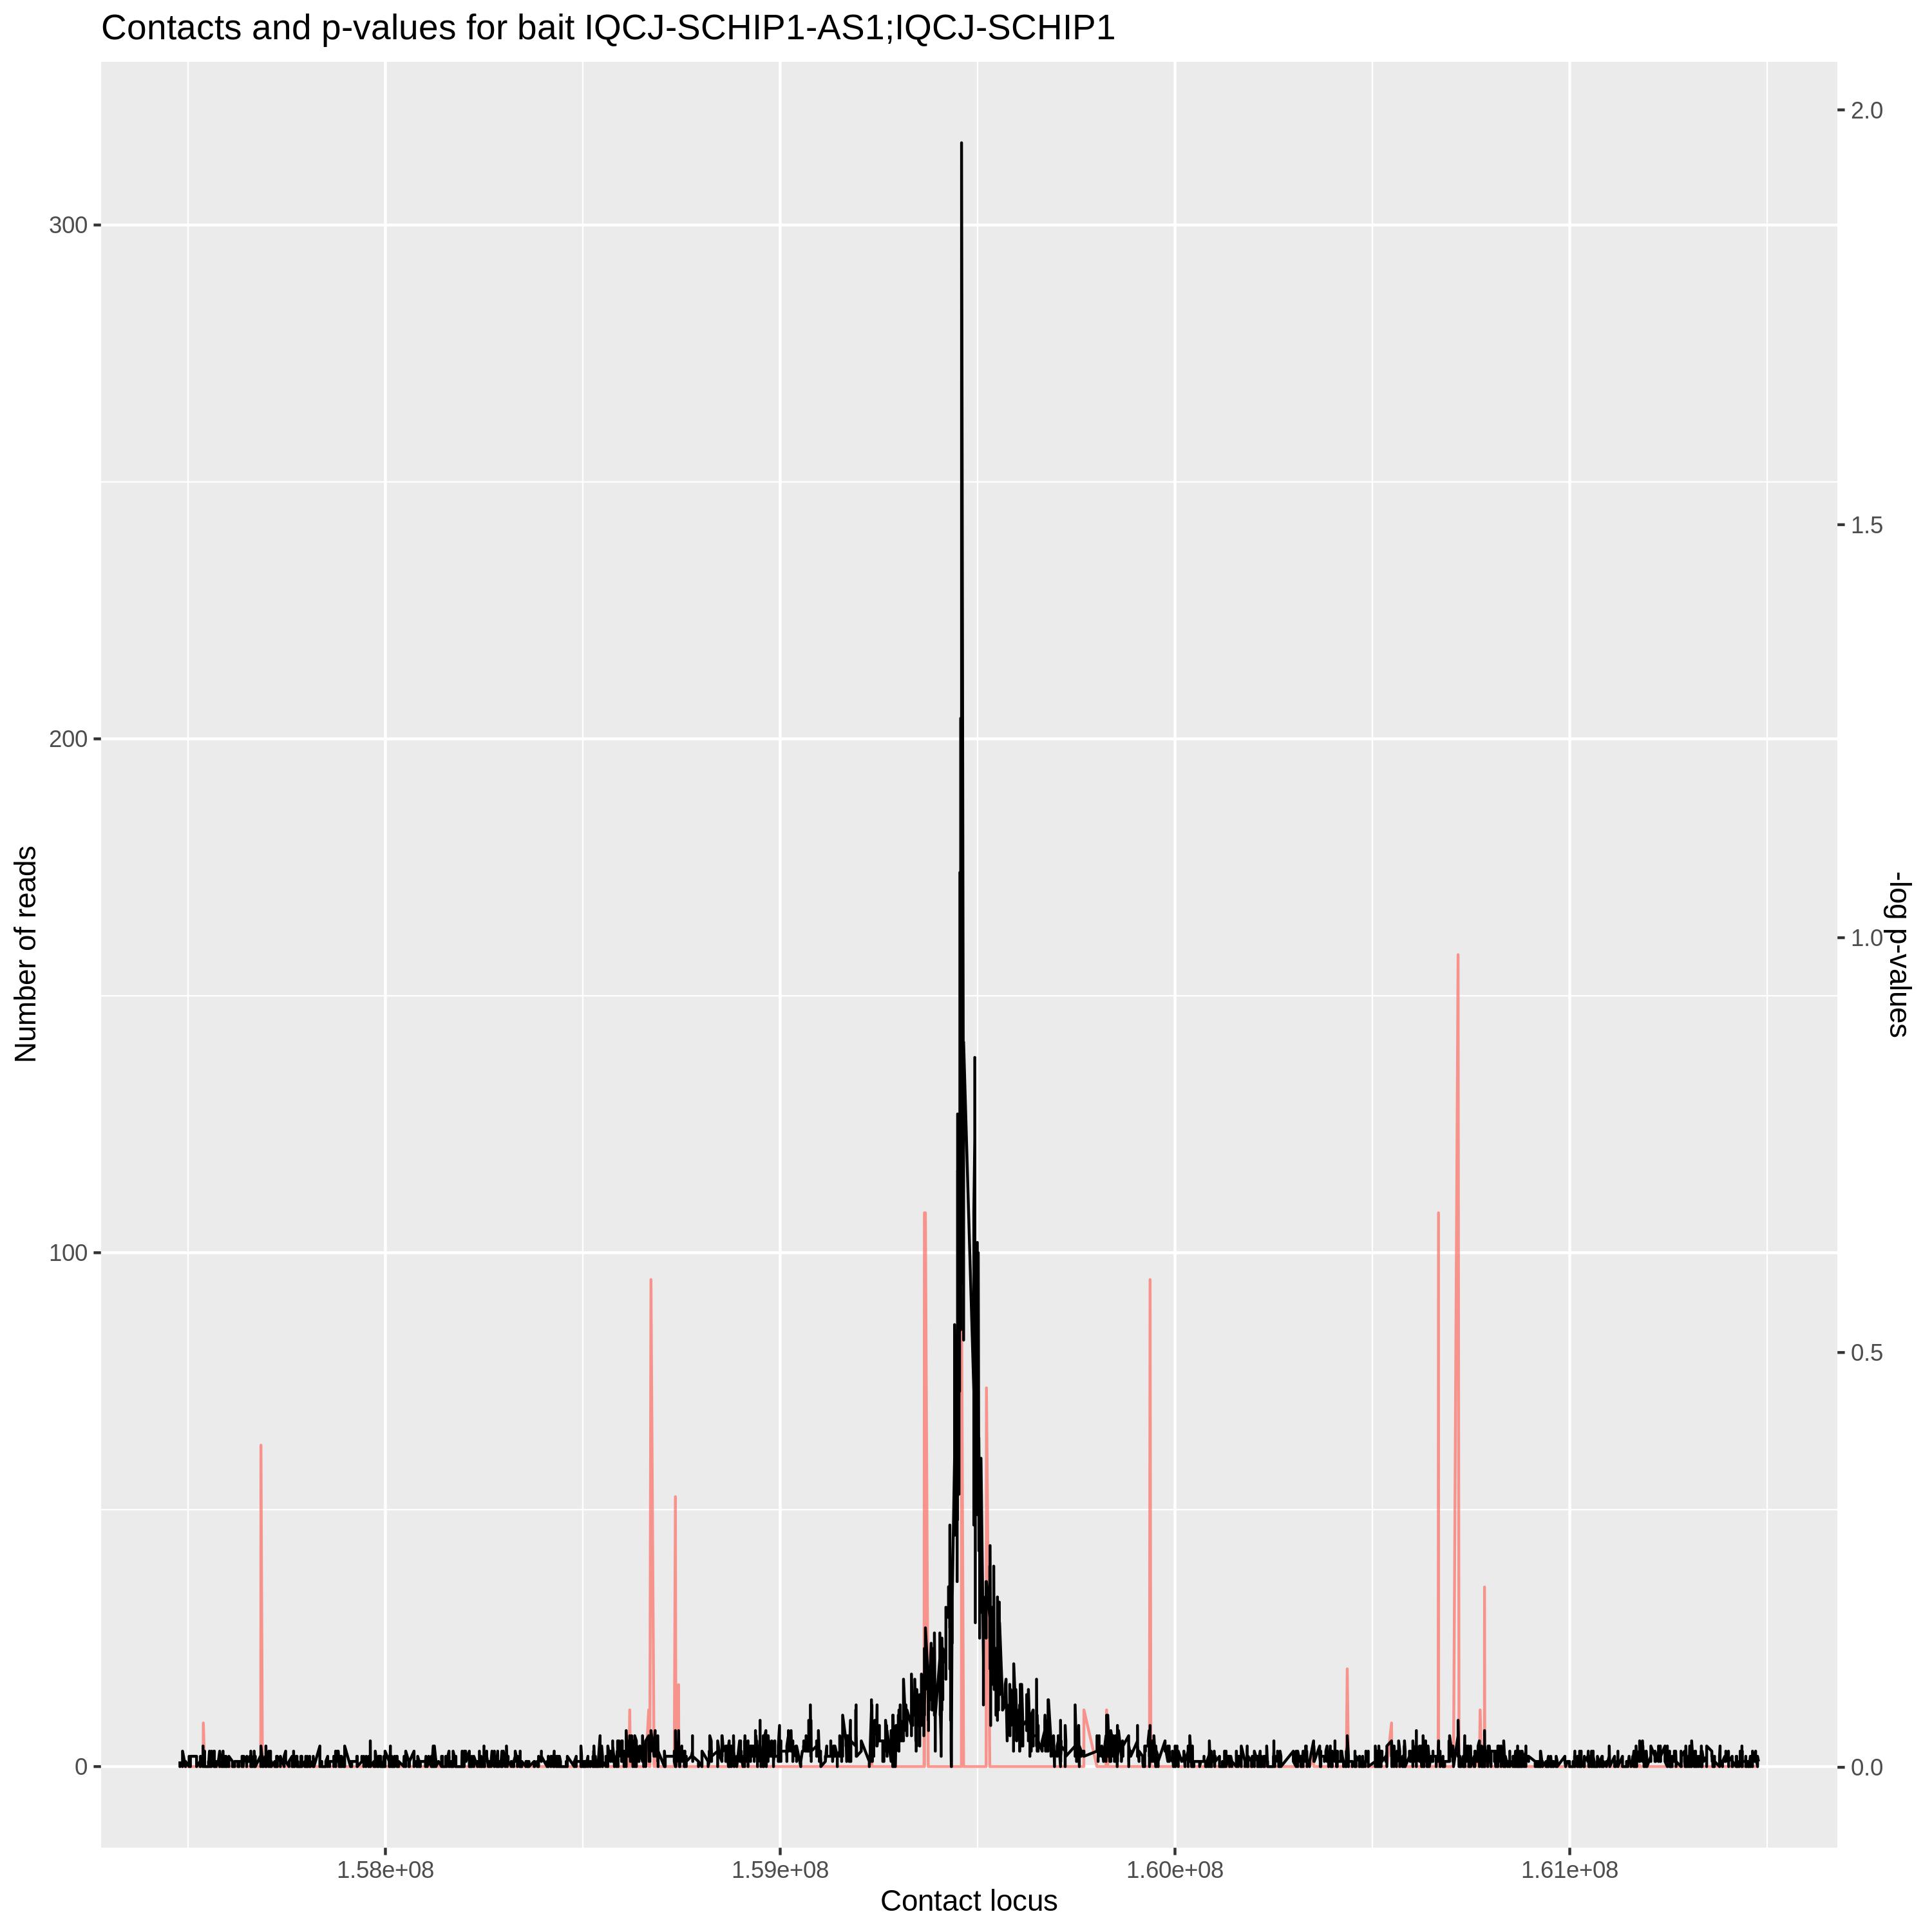 Contacts and p-values for bait IQCJ-SCHIP1-AS1;IQCJ-SCHIP1
Number of reads
300
200
100
0
2.0
1.5
1.0
0.5
0.0
-log p-values
1.58e+08
1.59e+08
1.60e+08
1.61e+08
Contact locus